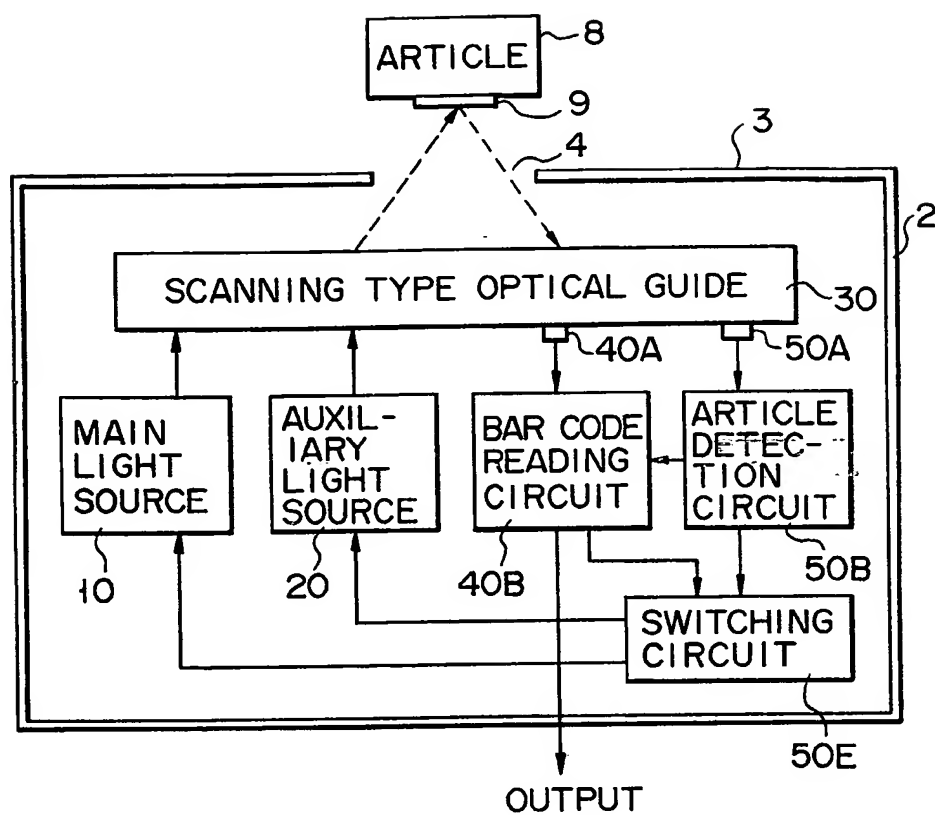 ARTICLE
8
9
4
3
2
SCANNING TYPE OPTICAL GUIDE
30
40A
50A
MAIN
LIGHT
SOURCE
10
AUXIL-
IARY
LIGHT
SOURCE
20
BAR CODE
READING
CIRCUIT
40B
ARTICLE
DETEC-
TION
CIRCUIT
50B
SWITCHING
CIRCUIT
50E
OUTPUT